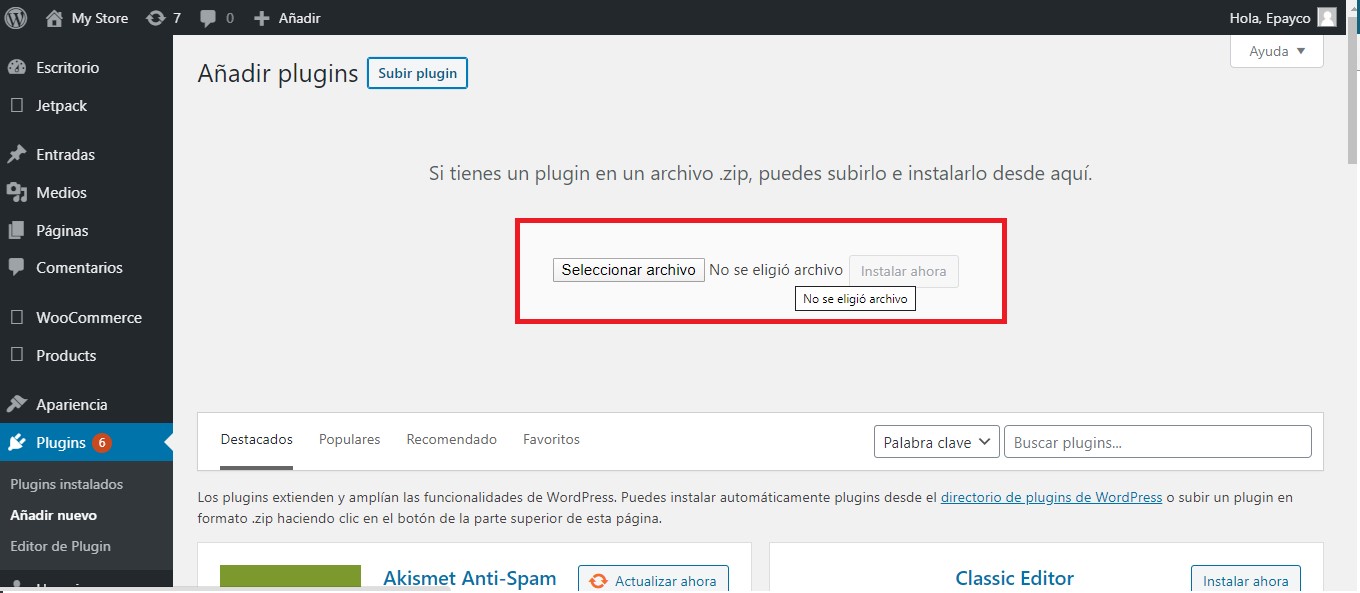 My Store 7 0 Añadir Hola, Epayco
Ayuda
Escritorio
Jetpack
Entradas
Medios
Páginas
Comentarios
WooCommerce
Products
Apariencia
Plugins 6
Plugins instalados
Añadir nuevo
Editor de Plugin
Añadir plugins Subir plugin
Si tienes un plugin en un archivo .zip, puedes subirlo e instalarlo desde aquí.
Seleccionar archivo No se eligió archivo Instalar ahora
No se eligió archivo
Destacados Populares Recomendado Favoritos Palabra clave Buscar plugins...
Los plugins extienden y amplían las funcionalidades de WordPress. Puedes instalar automáticamente plugins desde el directorio de plugins de WordPress o subir un plugin en
formato .zip haciendo clic en el botón de la parte superior de esta página.
Akismet Anti-Spam Actualizar ahora Classic Editor Instalar ahora